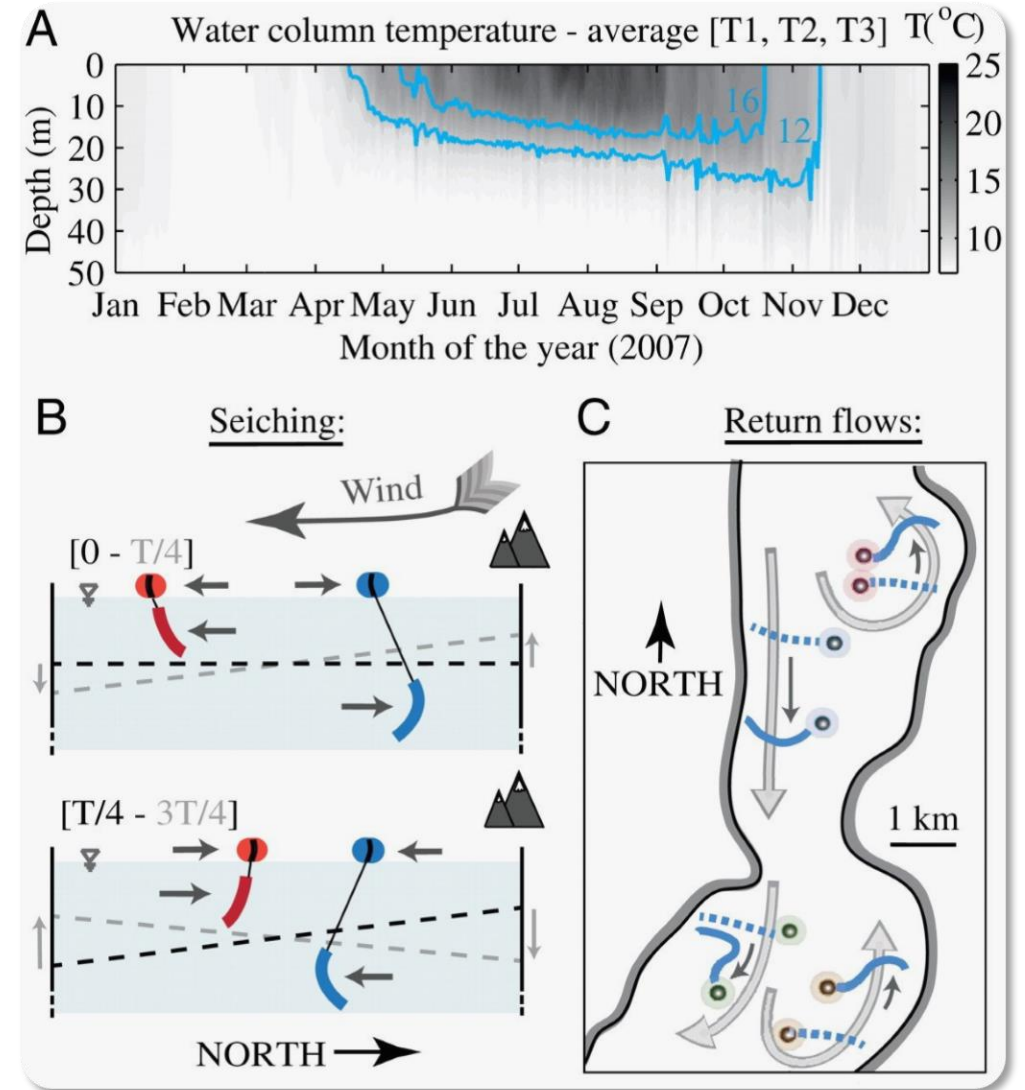 A
Water column temperature - average [T1, T2, T3]
T(°C)
0
10
20
30
40
50
Depth (m)
16
12
25
20
15
10
Jan Feb Mar Apr May Jun Jul Aug Sep Oct Nov Dec
Month of the year (2007)
B
Seiching:
Wind
[0 - T/4]
[T/4 - 3T/4]
NORTH
C
Return flows:
NORTH
1 km